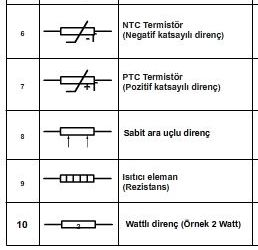 6
-t
NTC Termistör
(Negatif katsayılı direnç)
7
+t
PTC Termistör
(Pozitif katsayılı direnç)
8
Sabit ara uçlu direnç
9
Isıtıcı eleman
(Rezistans)
10
2
Wattlı direnç (Örnek 2 Watt)